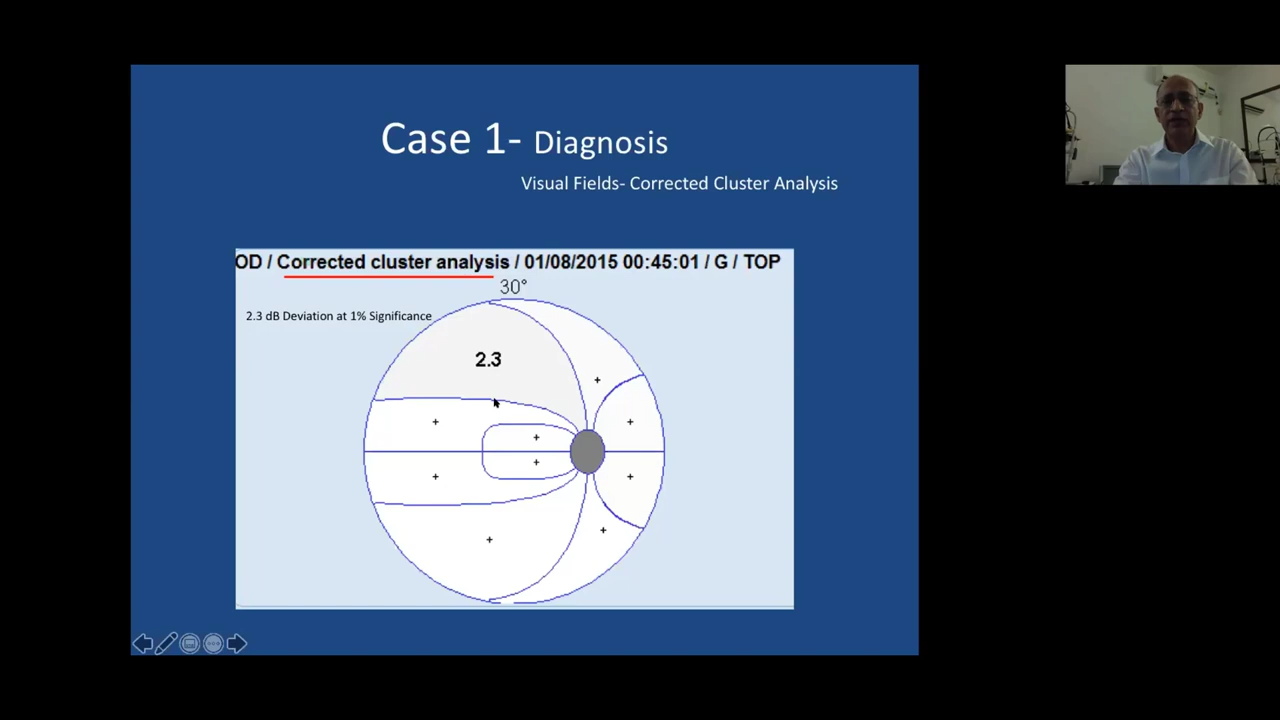 Case 1- Diagnosis
Visual Fields- Corrected Cluster Analysis
OD / Corrected cluster analysis / 01/08/2015 00:45:01 / G / TOP
30°
2.3 dB Deviation at 1% Significance
2.3
+
+ +
+
+
+ +
+
+